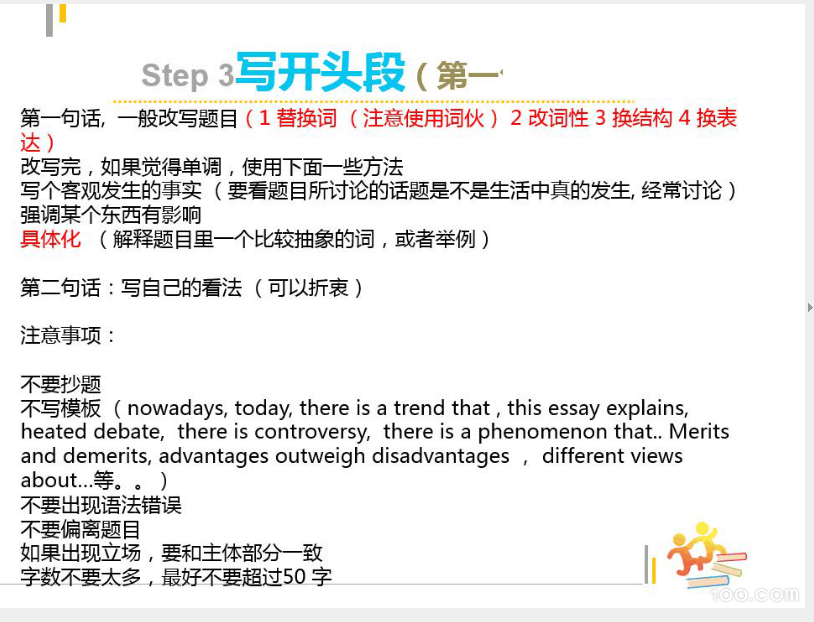 Step 3写开头段（第一
第一句话, 一般改写题目（1 替换词 （注意使用词伙） 2 改词性 3 换结构 4 换表
达）
改写完，如果觉得单调，使用下面一些方法
写个客观发生的事实 （要看题目所讨论的话题是不是生活中真的发生, 经常讨论）
强调某个东西有影响
具体化 （解释题目里一个比较抽象的词，或者举例）
第二句话：写自己的看法 （可以折衷）
注意事项：
不要抄题
不写模板 （nowadays, today, there is a trend that , this essay explains,
heated debate, there is controversy, there is a phenomenon that.. Merits
and demerits, advantages outweigh disadvantages ， different views
about...等。。）
不要出现语法错误
不要偏离题目
如果出现立场，要和主体部分一致
字数不要太多，最好不要超过50 字
100.com